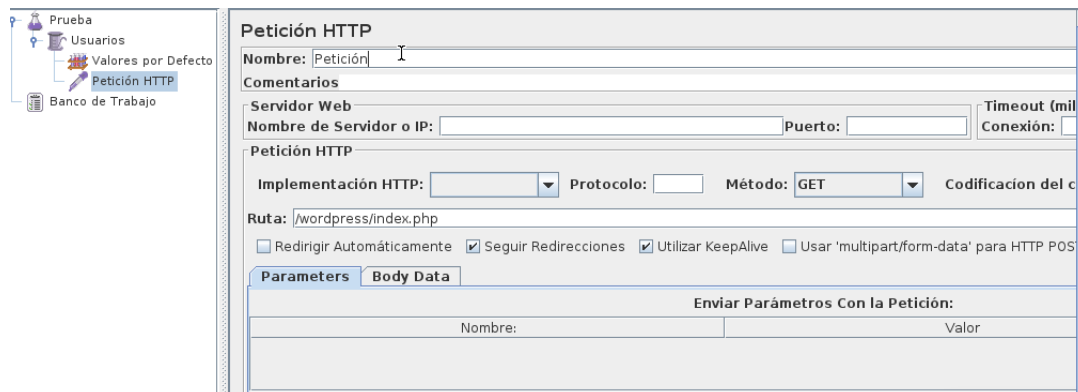 Prueba
Usuarios
Valores por Defecto
Petición HTTP
Banco de Trabajo
Petición HTTP
Nombre: Petición
Comentarios
Servidor Web
Timeout (mil
Nombre de Servidor o IP:
Puerto:
Conexión:
Petición HTTP
Implementación HTTP:
Protocolo:
Método: GET
Codificacíon del c
Ruta: /wordpress/index.php
Redirigir Automáticamente
Seguir Redirecciones
Utilizar KeepAlive
Usar 'multipart/form-data' para HTTP POS
Parameters
Body Data
Enviar Parámetros Con la Petición:
Nombre:
Valor